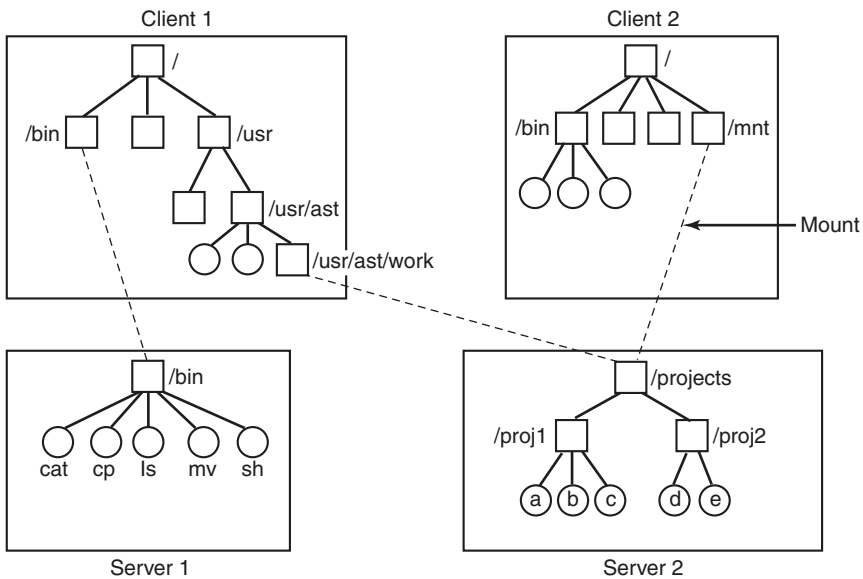 Client 1
Client 2
/
/
/bin
/usr
/bin
/mnt
/usr/ast
Mount
/usr/ast/work
/bin
/projects
/proj1
/proj2
cat
cp
ls
mv
sh
a
b
c
d
e
Server 1
Server 2